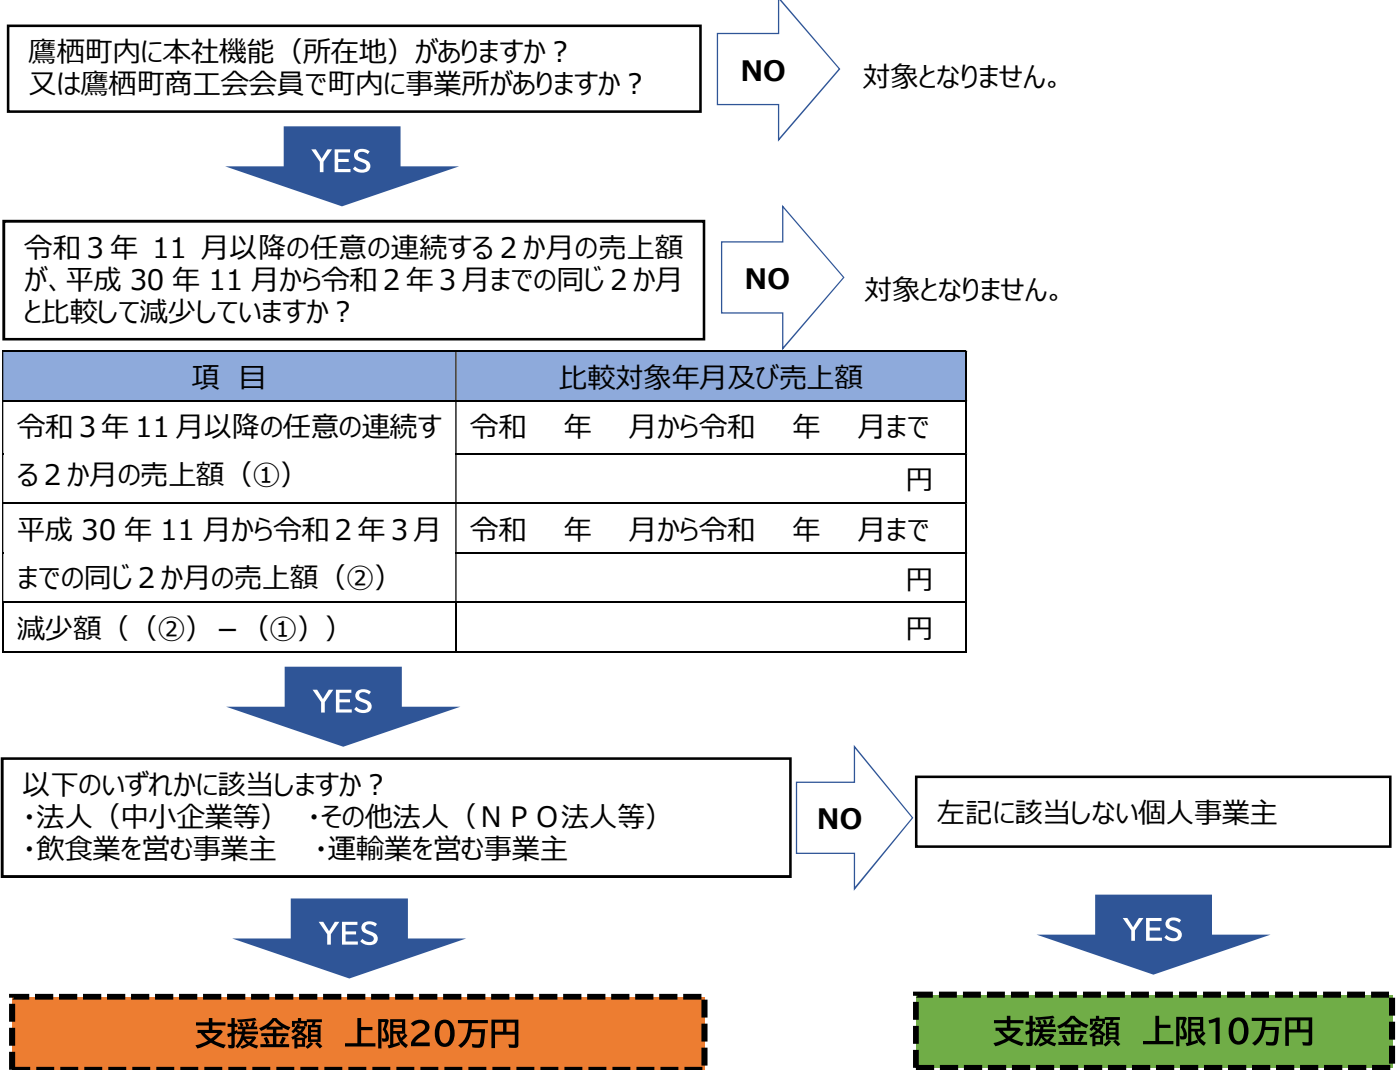 鷹栖町内に本社機能（所在地）がありますか？
又は鷹栖町商工会会員で町内に事業所がありますか？
NO
対象となりません。
YES
令和３年 11 月以降の任意の連続する２か月の売上額
が、平成 30 年 11 月から令和２年３月までの同じ２か月
と比較して減少していますか？
NO
対象となりません。
項 目
比較対象年月及び売上額
令和３年 11 月以降の任意の連続す
る２か月の売上額（①）
令和　年　月から令和　年　月まで
円
平成 30 年 11 月から令和２年３月
までの同じ２か月の売上額（②）
令和　年　月から令和　年　月まで
円
減少額（（②）－（①））
円
YES
以下のいずれかに該当しますか？
・法人（中小企業等）　・その他法人（ＮＰＯ法人等）
・飲食業を営む事業主　・運輸業を営む事業主
NO
左記に該当しない個人事業主
YES
YES
支援金額 上限20万円
支援金額 上限10万円